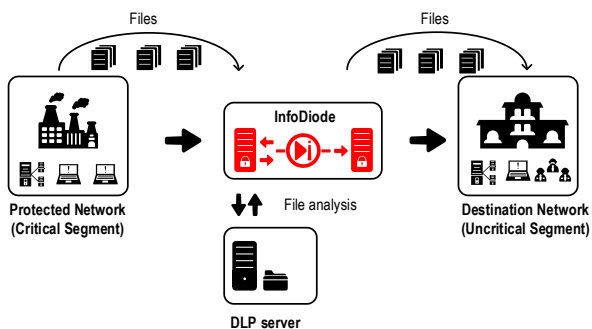 Files
Files
InfoDiode
Protected Network
(Critical Segment)
File analysis
Destination Network
(Uncritical Segment)
DLP server